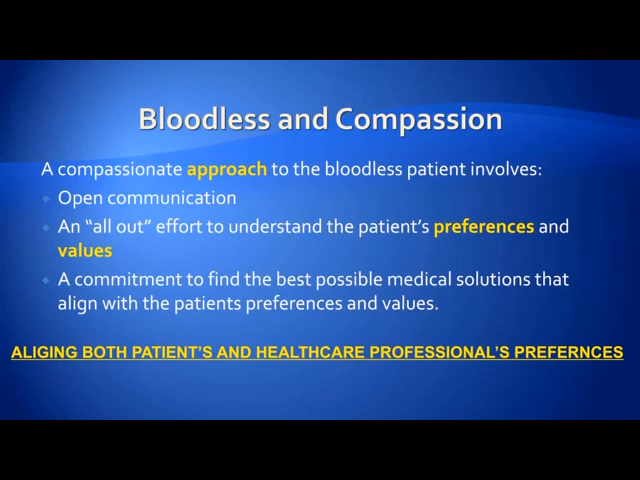 Bloodless and Compassion
A compassionate approach to the bloodless patient involves:
Open communication
An “all out” effort to understand the patient’s preferences and
values
A commitment to find the best possible medical solutions that
align with the patients preferences and values.
ALIGING BOTH PATIENT’S AND HEALTHCARE PROFESSIONAL’S PREFERNCES